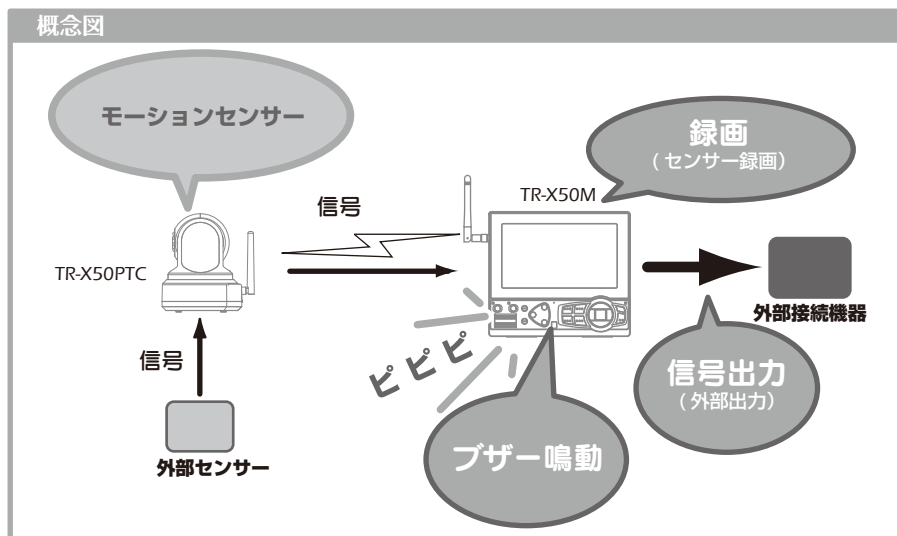 概念図
モーションセンサー
録画
(センサー録画)
TR-X50M
信号
TR-X50PTC
外部接続機器
信号
ピピピ
信号出力
(外部出力)
ブザー鳴動
外部センサー